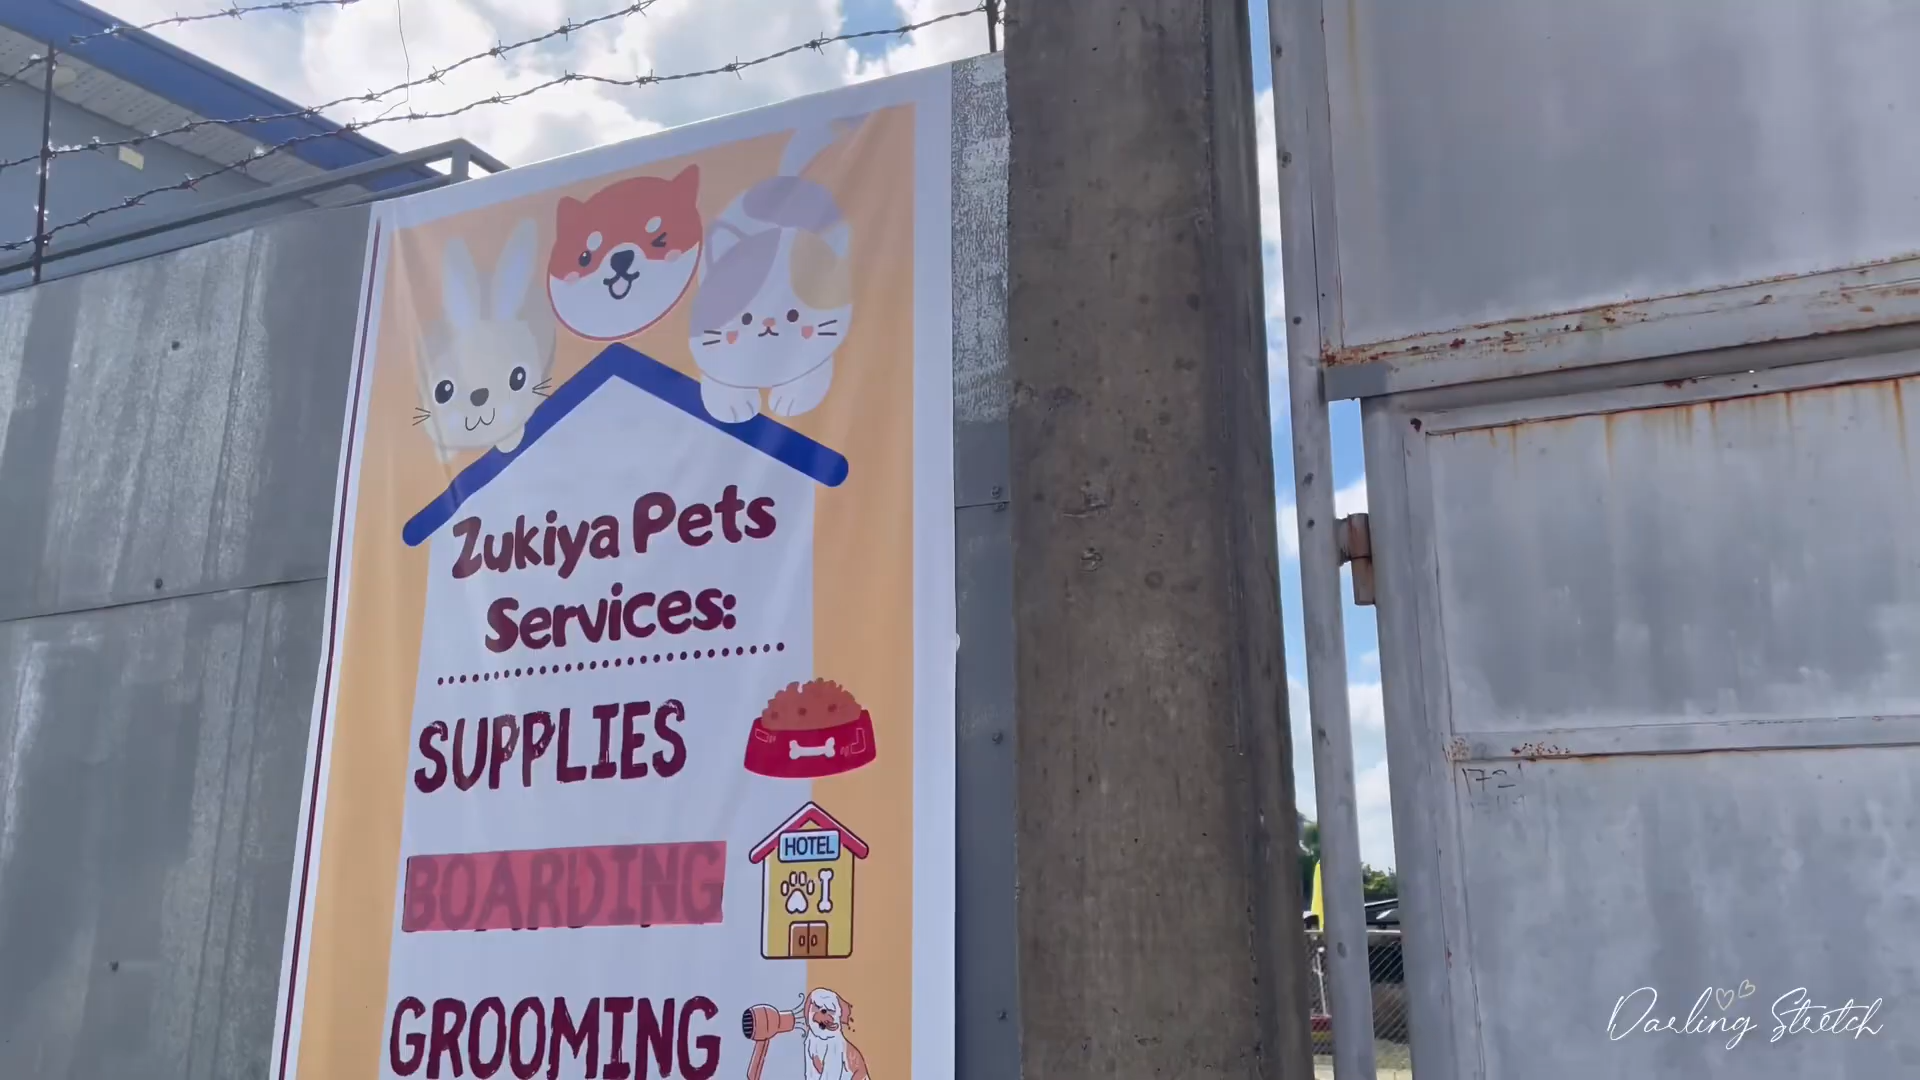 Zukiya Pets
Services:
SUPPLIES
BOARDING
HOTEL
GROOMING
Darling Stretch